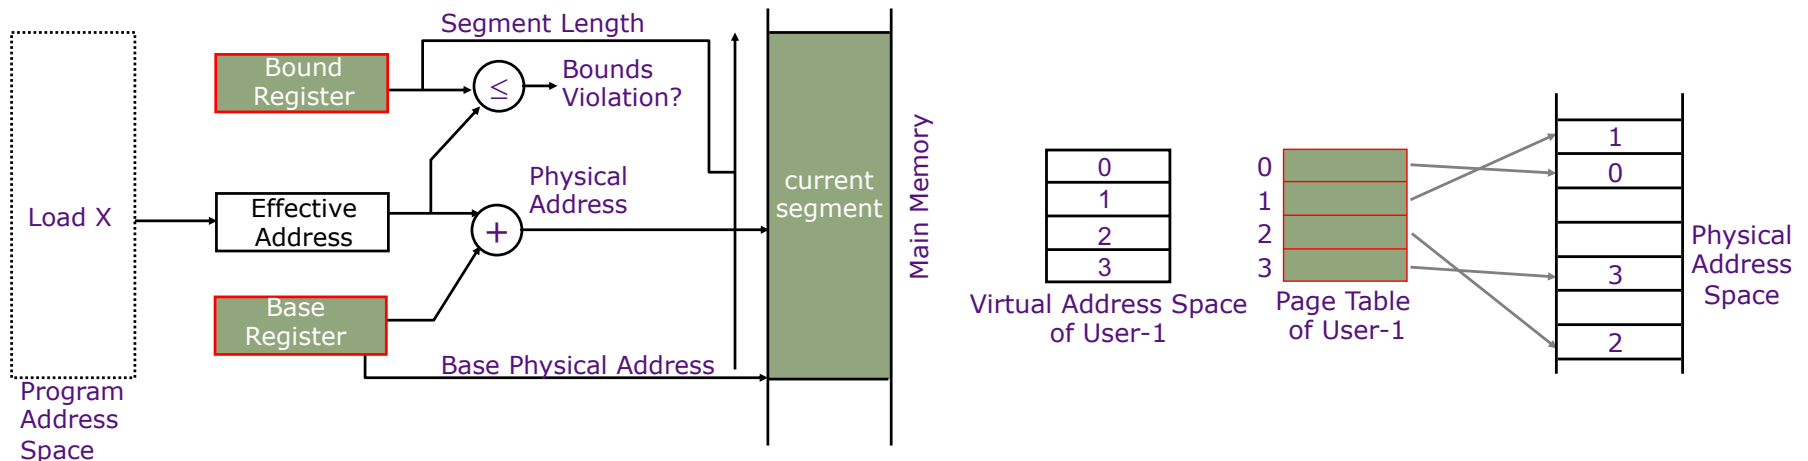 Segment Length
Bound
Register
≤
Bounds
Violation?
Load X
Effective
Address
Physical
Address
+
Base
Register
Base Physical Address
Program
Address
Space
current
segment
Main Memory
0
1
2
3
Virtual Address Space
of User-1
0
1
2
3
Page Table
of User-1
1
0
3
2
Physical
Address
Space